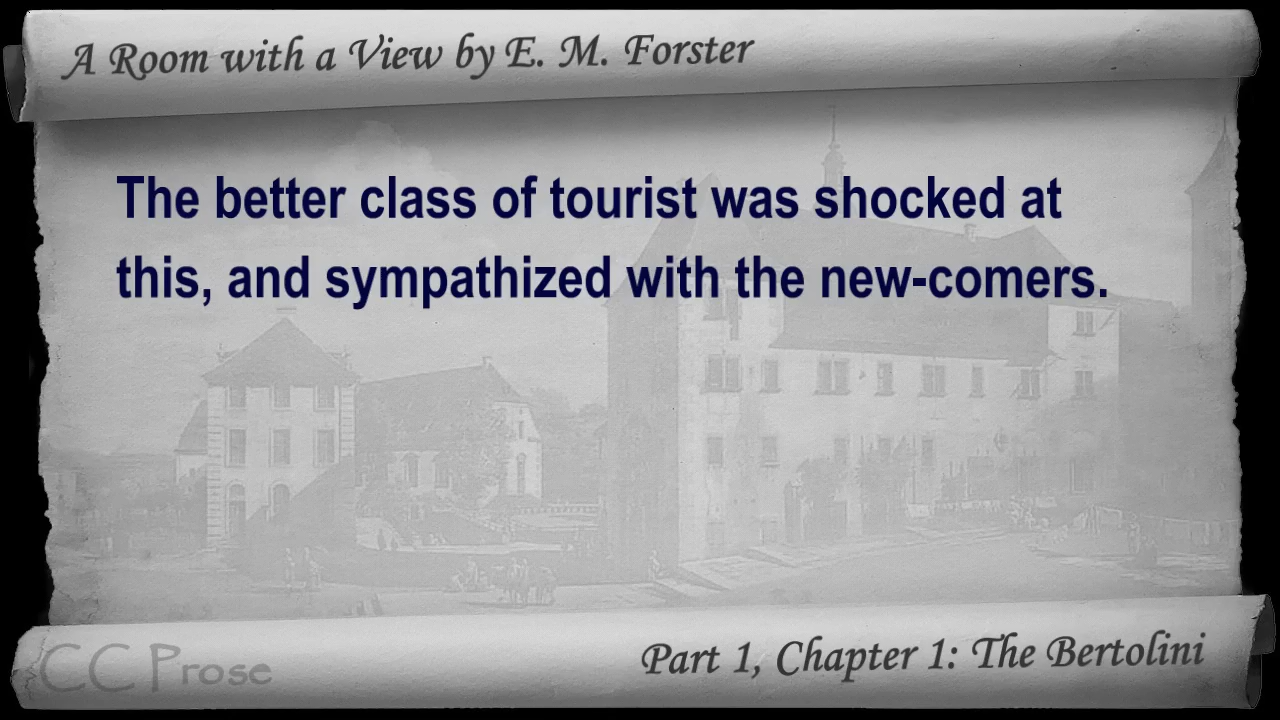 A Room with a View by E. M. Forster
The better class of tourist was shocked at
this, and sympathized with the new-comers.
CC Prose
Part 1, Chapter 1: The Bertolini